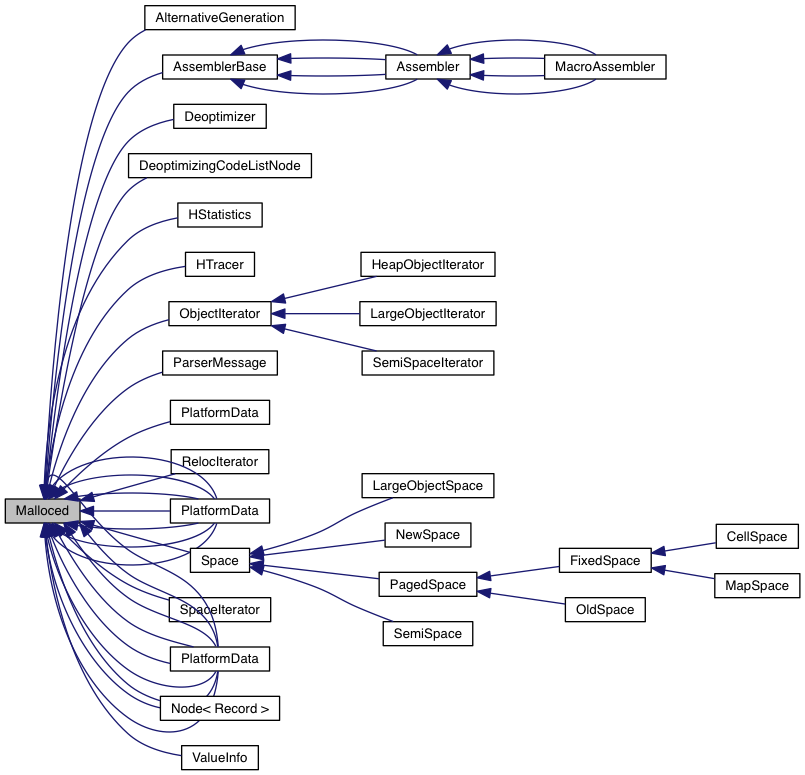 AlternativeGeneration
AssemblerBase
Assembler
MacroAssembler
Deoptimizer
DeoptimizingCodeListNode
HStatistics
HTracer
HeapObjectIterator
ObjectIterator
LargeObjectIterator
SemiSpaceIterator
ParserMessage
PlatformData
RelocIterator
LargeObjectSpace
Malloced
PlatformData
NewSpace
CellSpace
Space
FixedSpace
PagedSpace
MapSpace
SpaceIterator
OldSpace
SemiSpace
PlatformData
Node< Record >
ValueInfo